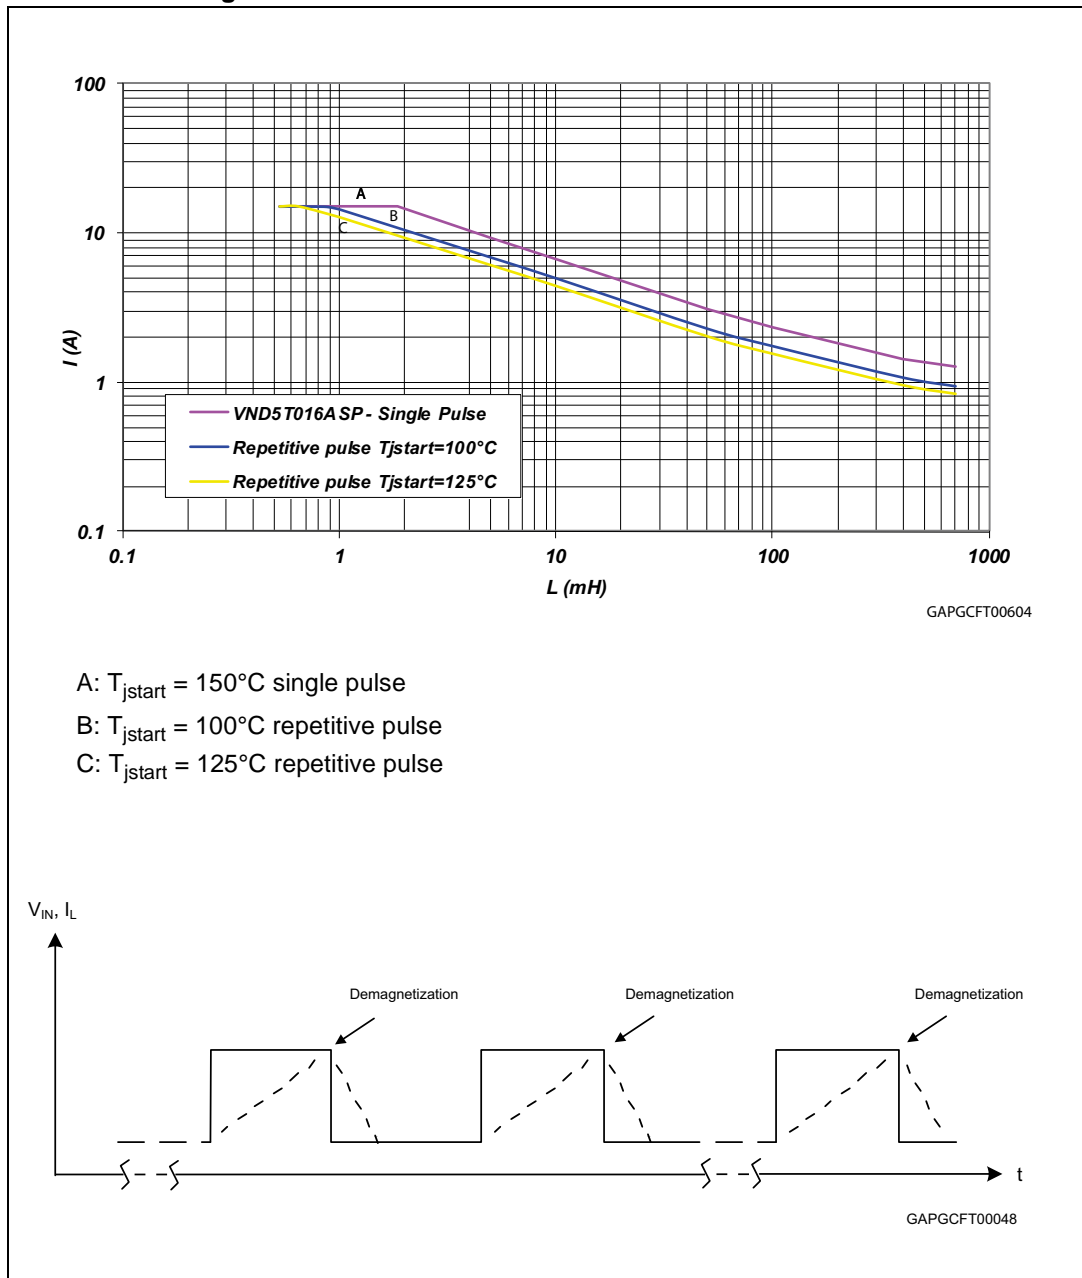 100
10
1
0.1
I (A)
A
B
C
VND5T016ASP - Single Pulse
Repetitive pulse Tjstart=100°C
Repetitive pulse Tjstart=125°C
0.1 1 10 100 1000
L (mH)
GAPGCFT00604
A: Tjstart = 150°C single pulse
B: Tjstart = 100°C repetitive pulse
C: Tjstart = 125°C repetitive pulse
VIN, IL
Demagnetization Demagnetization Demagnetization
t
GAPGCFT00048